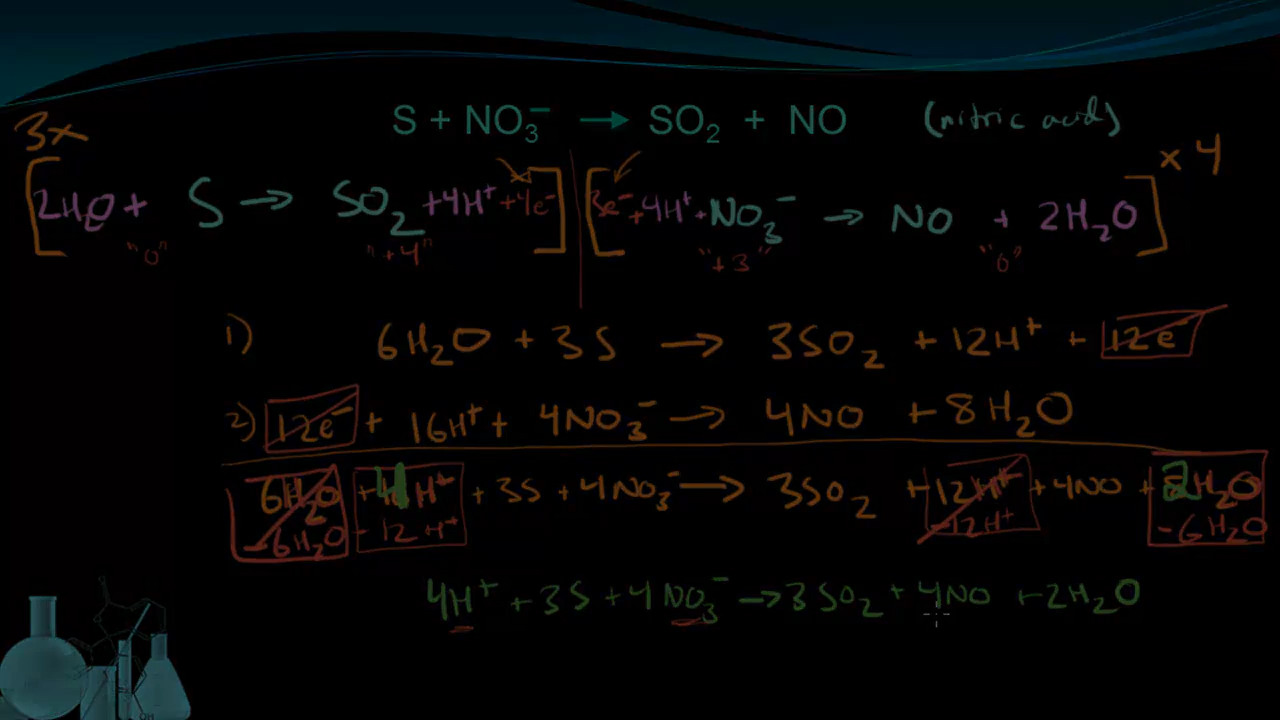 S + NO₃⁻ → SO₂ + NO (nitric acid)
3x
[2H₂O + S → SO₂ + 4H⁺ + 4e⁻] [3e⁻ + 4H⁺ + NO₃⁻ → NO + 2H₂O] x 4
"0" "+4" "+3" "0"
1) 6H₂O + 3S → 3SO₂ + 12H⁺ + 12e⁻
2) 12e⁻ + 16H⁺ + 4NO₃⁻ → 4NO + 8H₂O
6H₂O + 4H⁺ + 3S + 4NO₃⁻ → 3SO₂ + 12H⁺ + 4NO + 2H₂O
-6H₂O -12H⁺ -12H⁺ -6H₂O
4H⁺ + 3S + 4NO₃⁻ → 3SO₂ + 4NO + 2H₂O
OH